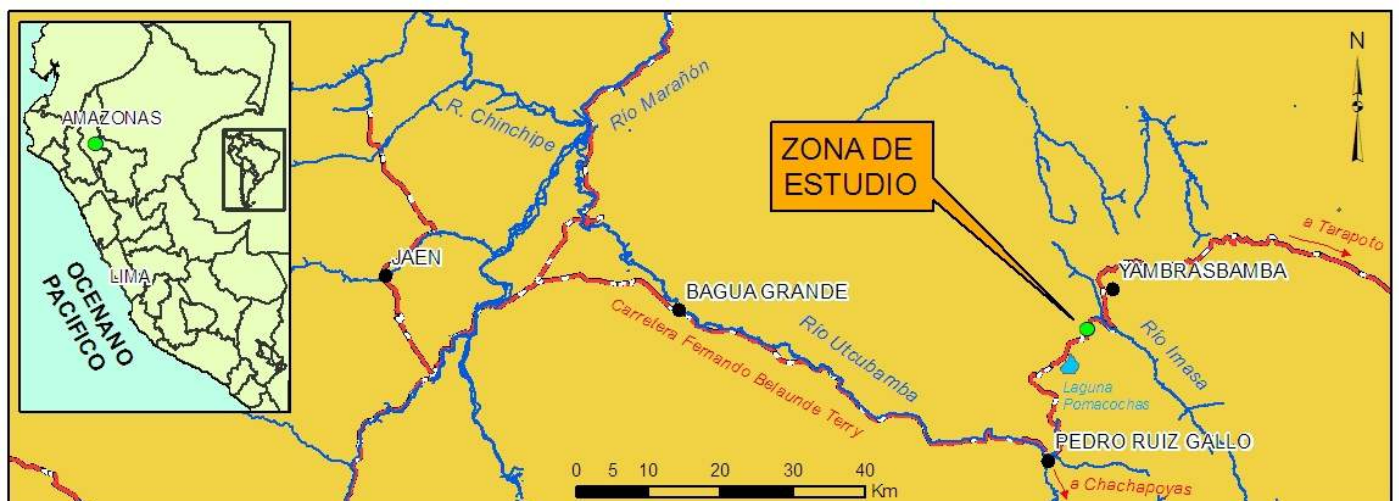 AMAZONAS
LIMA
OCENANO
PACIFICO
R. Chinchipe
Río Marañón
N
ZONA DE
ESTUDIO
a Tarapoto
JAEN
YAMBRASBAMBA
BAGUA GRANDE
Carretera Fernando Belaunde Terry
Río Utcubamba
Río Imasa
Laguna
Pomacochas
PEDRO RUIZ GALLO
a Chachapoyas
0 5 10 20 30 40
Km